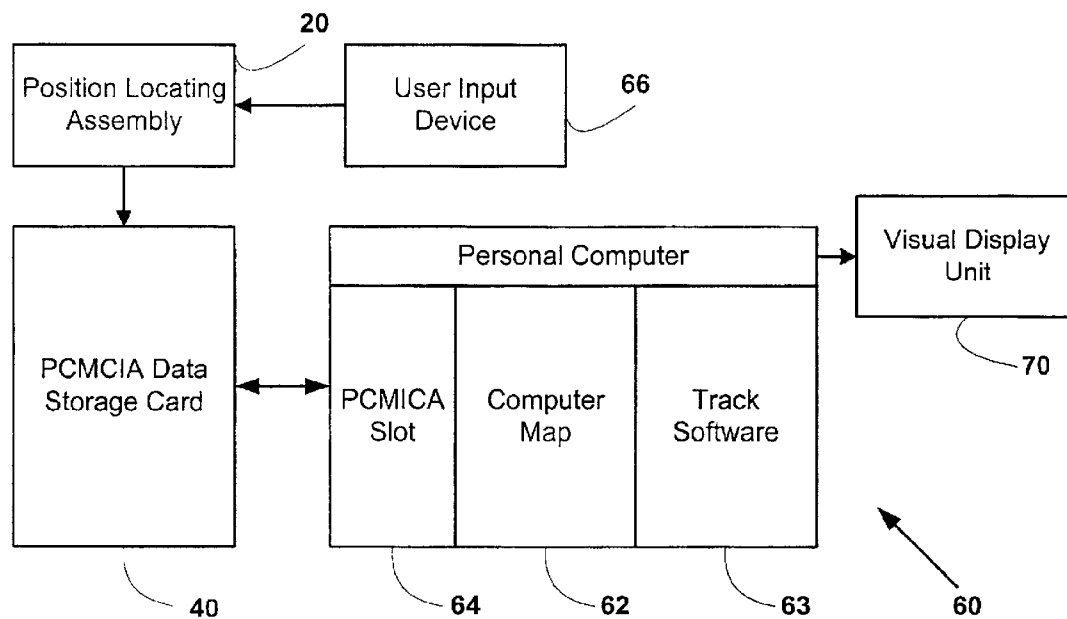 20
Position Locating
Assembly
User Input
Device
66
Personal Computer
Visual Display
Unit
70
PCMCIA Data
Storage Card
PCMICA
Slot
Computer
Map
Track
Software
40
64
62
63
60